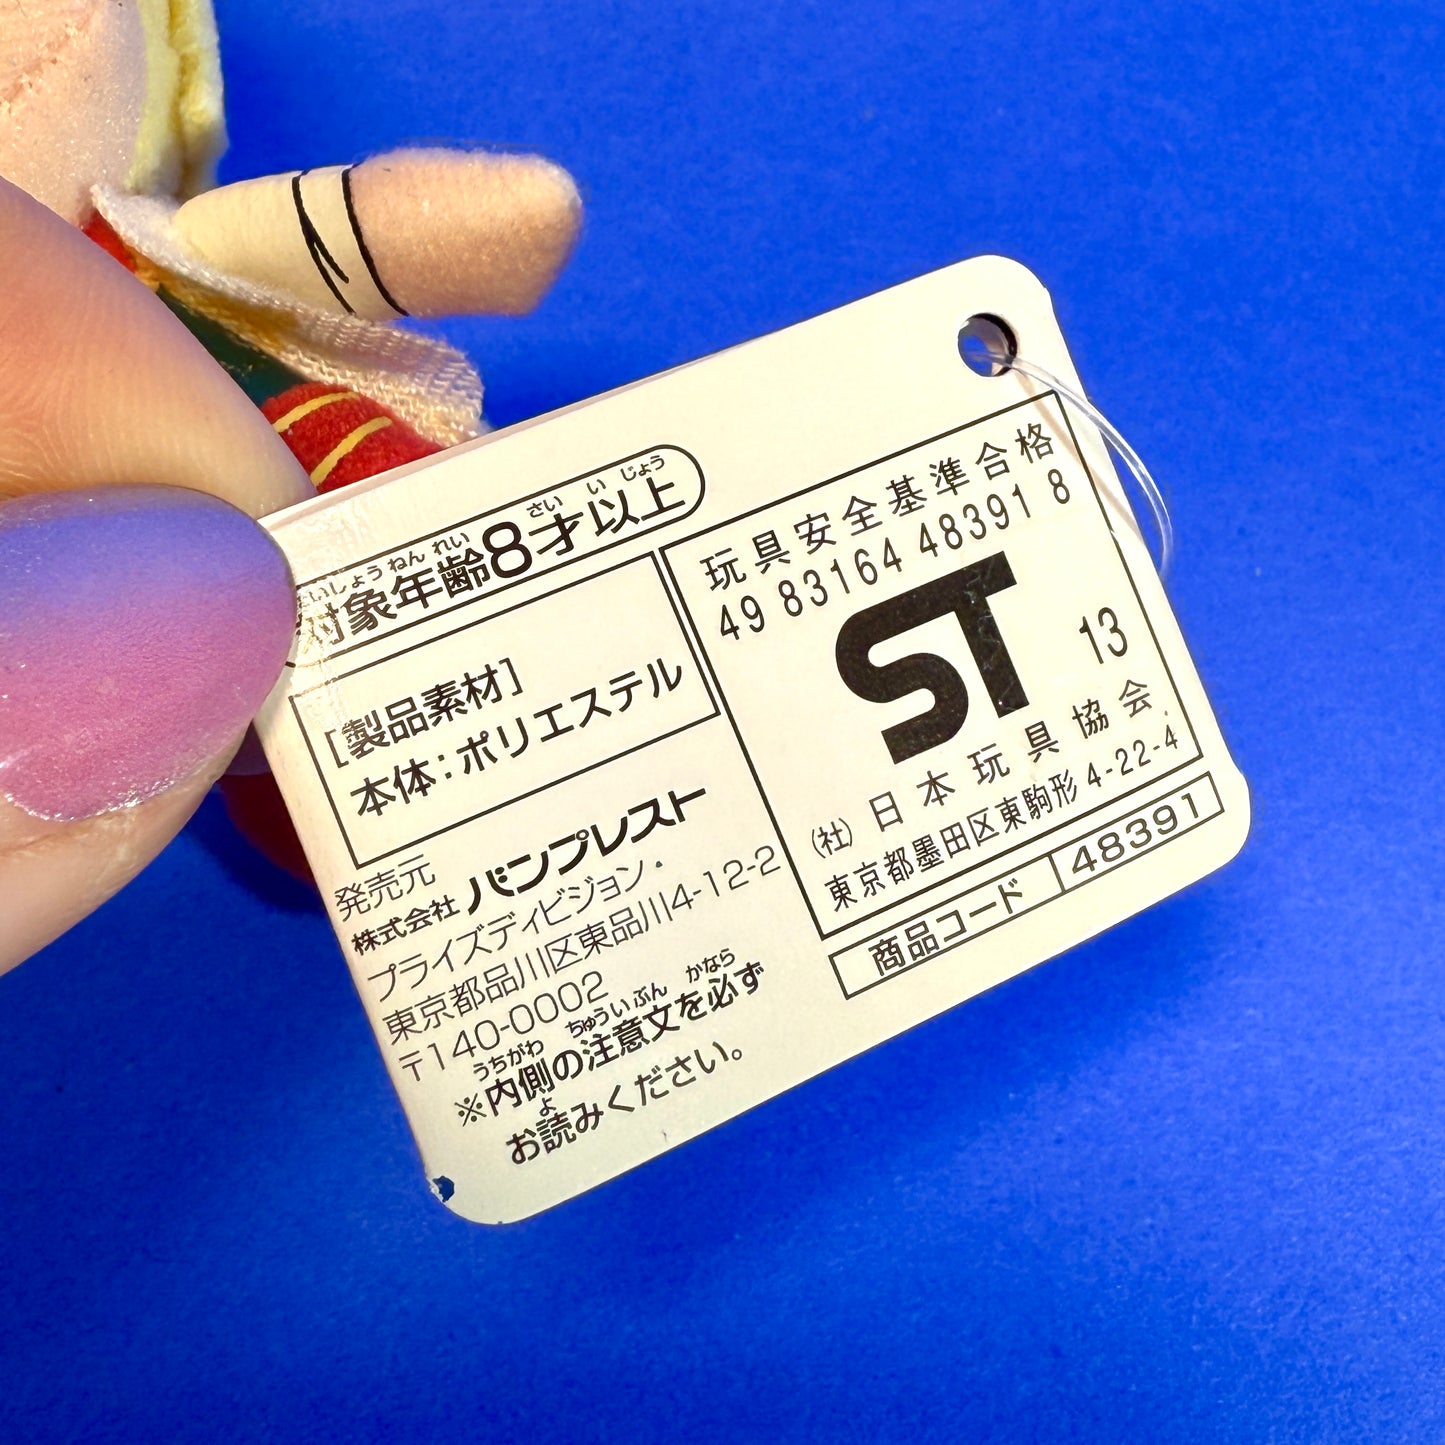 たいしょう ねん れい さい い じょう
対象年齢8才以上
[製品素材]
本体:ポリエステル
発売元
株式会社 バンプレスト
プライズディビジョン
東京都品川区東品川4-12-2
〒140-0002
うちがわ ちゅういぶん かなら
※内側の注意文を必ず
よ
お読みください。
玩具安全基準合格
49 83164 48391 8
ST
13
(社) 日本玩具協会
東京都墨田区東駒形 4-22-4
商品コード 48391